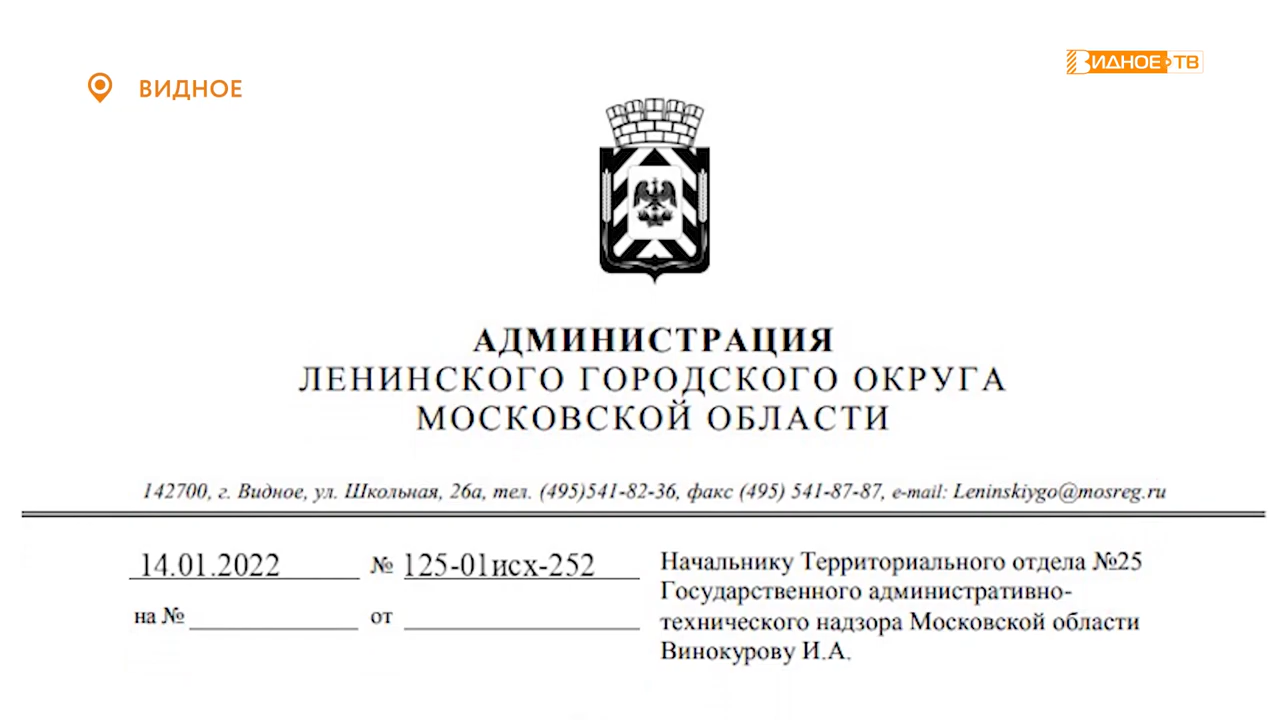 ВИДНОЕ
ВИДНОЕ ТВ
АДМИНИСТРАЦИЯ
ЛЕНИНСКОГО ГОРОДСКОГО ОКРУГА
МОСКОВСКОЙ ОБЛАСТИ
142700, г. Видное, ул. Школьная, 26а, тел. (495)541-82-36, факс (495) 541-87-87, e-mail: Leninskiygo@mosreg.ru
14.01.2022 № 125-01исх-252
на № от
Начальнику Территориального отдела №25
Государственного административно-
технического надзора Московской области
Винокурову И.А.